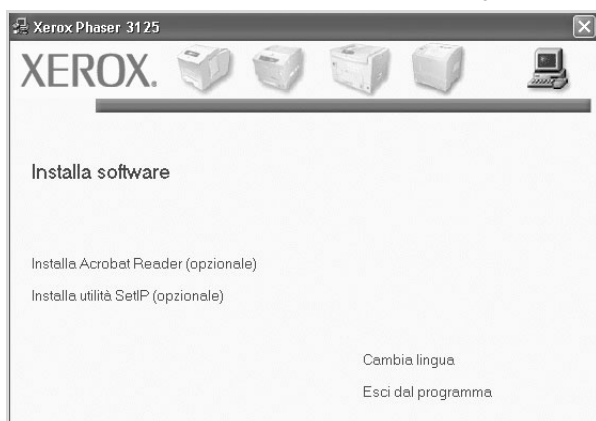 Xerox Phaser 3125
XEROX.
Installa software
Installa Acrobat Reader (opzionale)
Installa utilità SetIP (opzionale)
Cambia lingua
Esci dal programma